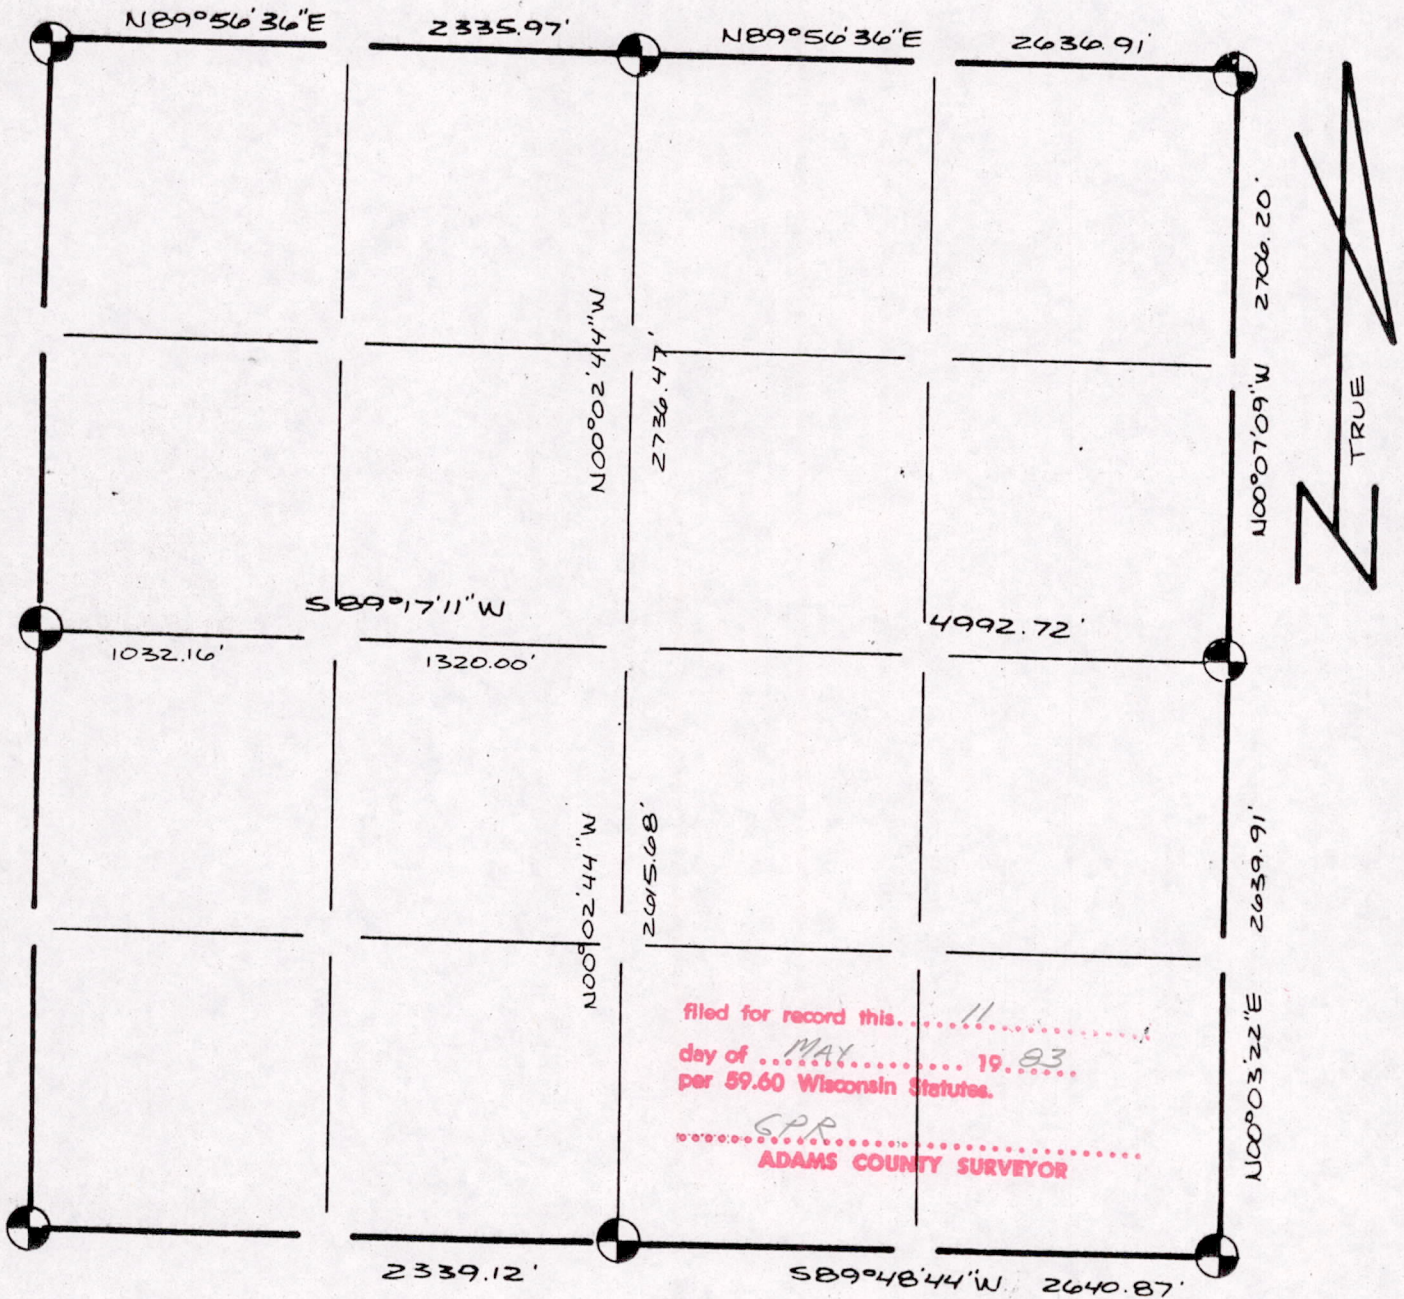 N89°56'36"E
2335.97'
N89°56'36"E
2636.91'
2706.20'
N00°07'09"W
TRUE
N00°02'44"W
2736.47'
S89°17'11"W
4992.72'
1032.16'
1320.00'
N00°02'44"W
2615.68'
2639.91'
N00°03'22"E
filed for record this 11
day of MAY 19 83
per 59.60 Wisconsin Statutes.
GPR
ADAMS COUNTY SURVEYOR
2339.12'
S89°48'44"W
2640.87'